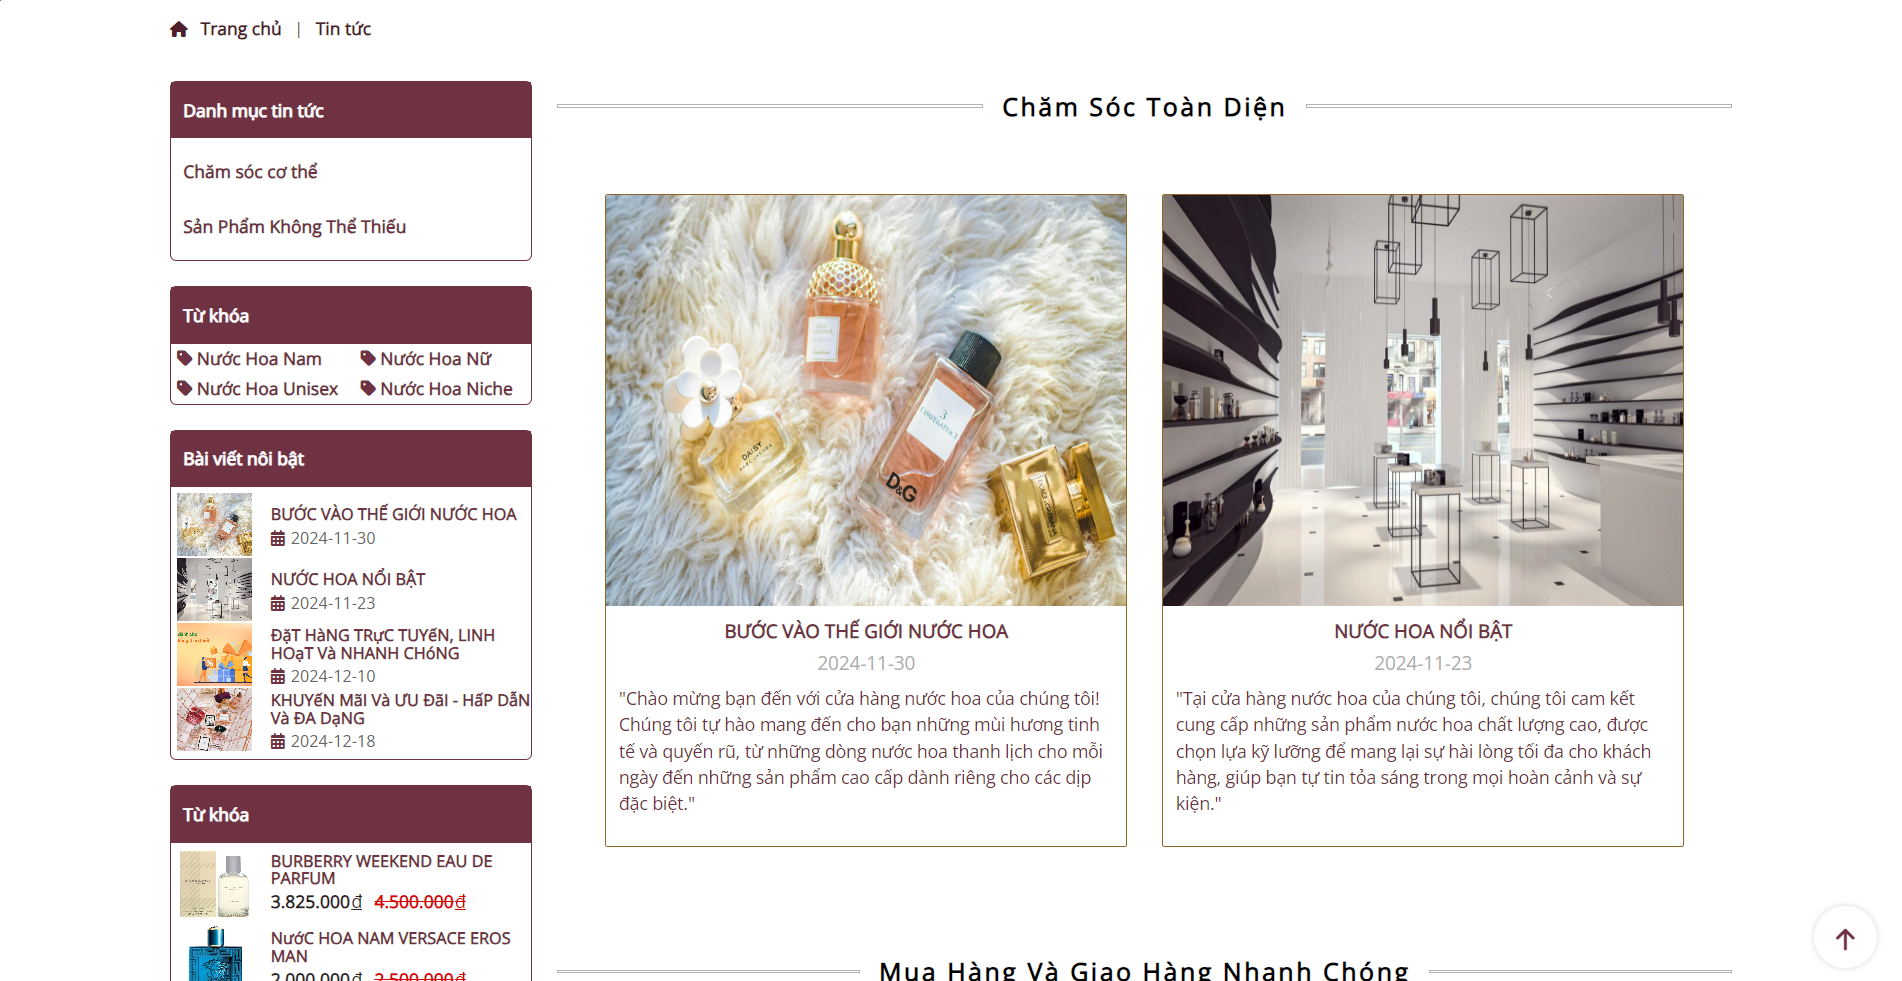 Trang chủ | Tin tức
Danh mục tin tức
Chăm sóc cơ thể
Sản Phẩm Không Thể Thiếu
Từ khóa
Nước Hoa Nam Nước Hoa Nữ
Nước Hoa Unisex Nước Hoa Niche
Bài viết nôi bật
BƯỚC VÀO THẾ GIỚI NƯỚC HOA
2024-11-30
NƯỚC HOA NỔI BẬT
2024-11-23
ĐặT HàNG TRựC TUYếN, LINH
HOạT Và NHANH CHóNG
2024-12-10
KHUYếN MãI Và ƯU ĐãI - HấP DẫN
Và ĐA DạNG
2024-12-18
Từ khóa
BURBERRY WEEKEND EAU DE
PARFUM
3.825.000₫ 4.500.000₫
NướC HOA NAM VERSACE EROS
MAN
2.000.000₫ 2.500.000₫
Chăm Sóc Toàn Diện
DAISY
MARC JACOBS
3
L'IMPERATRICE
D&G
BƯỚC VÀO THẾ GIỚI NƯỚC HOA
2024-11-30
"Chào mừng bạn đến với cửa hàng nước hoa của chúng tôi!
Chúng tôi tự hào mang đến cho bạn những mùi hương tinh
tế và quyến rũ, từ những dòng nước hoa thanh lịch cho mỗi
ngày đến những sản phẩm cao cấp dành riêng cho các dịp
đặc biệt."
NƯỚC HOA NỔI BẬT
2024-11-23
"Tại cửa hàng nước hoa của chúng tôi, chúng tôi cam kết
cung cấp những sản phẩm nước hoa chất lượng cao, được
chọn lựa kỹ lưỡng để mang lại sự hài lòng tối đa cho khách
hàng, giúp bạn tự tin tỏa sáng trong mọi hoàn cảnh và sự
kiện."
Mua Hàng Và Giao Hàng Nhanh Chóng